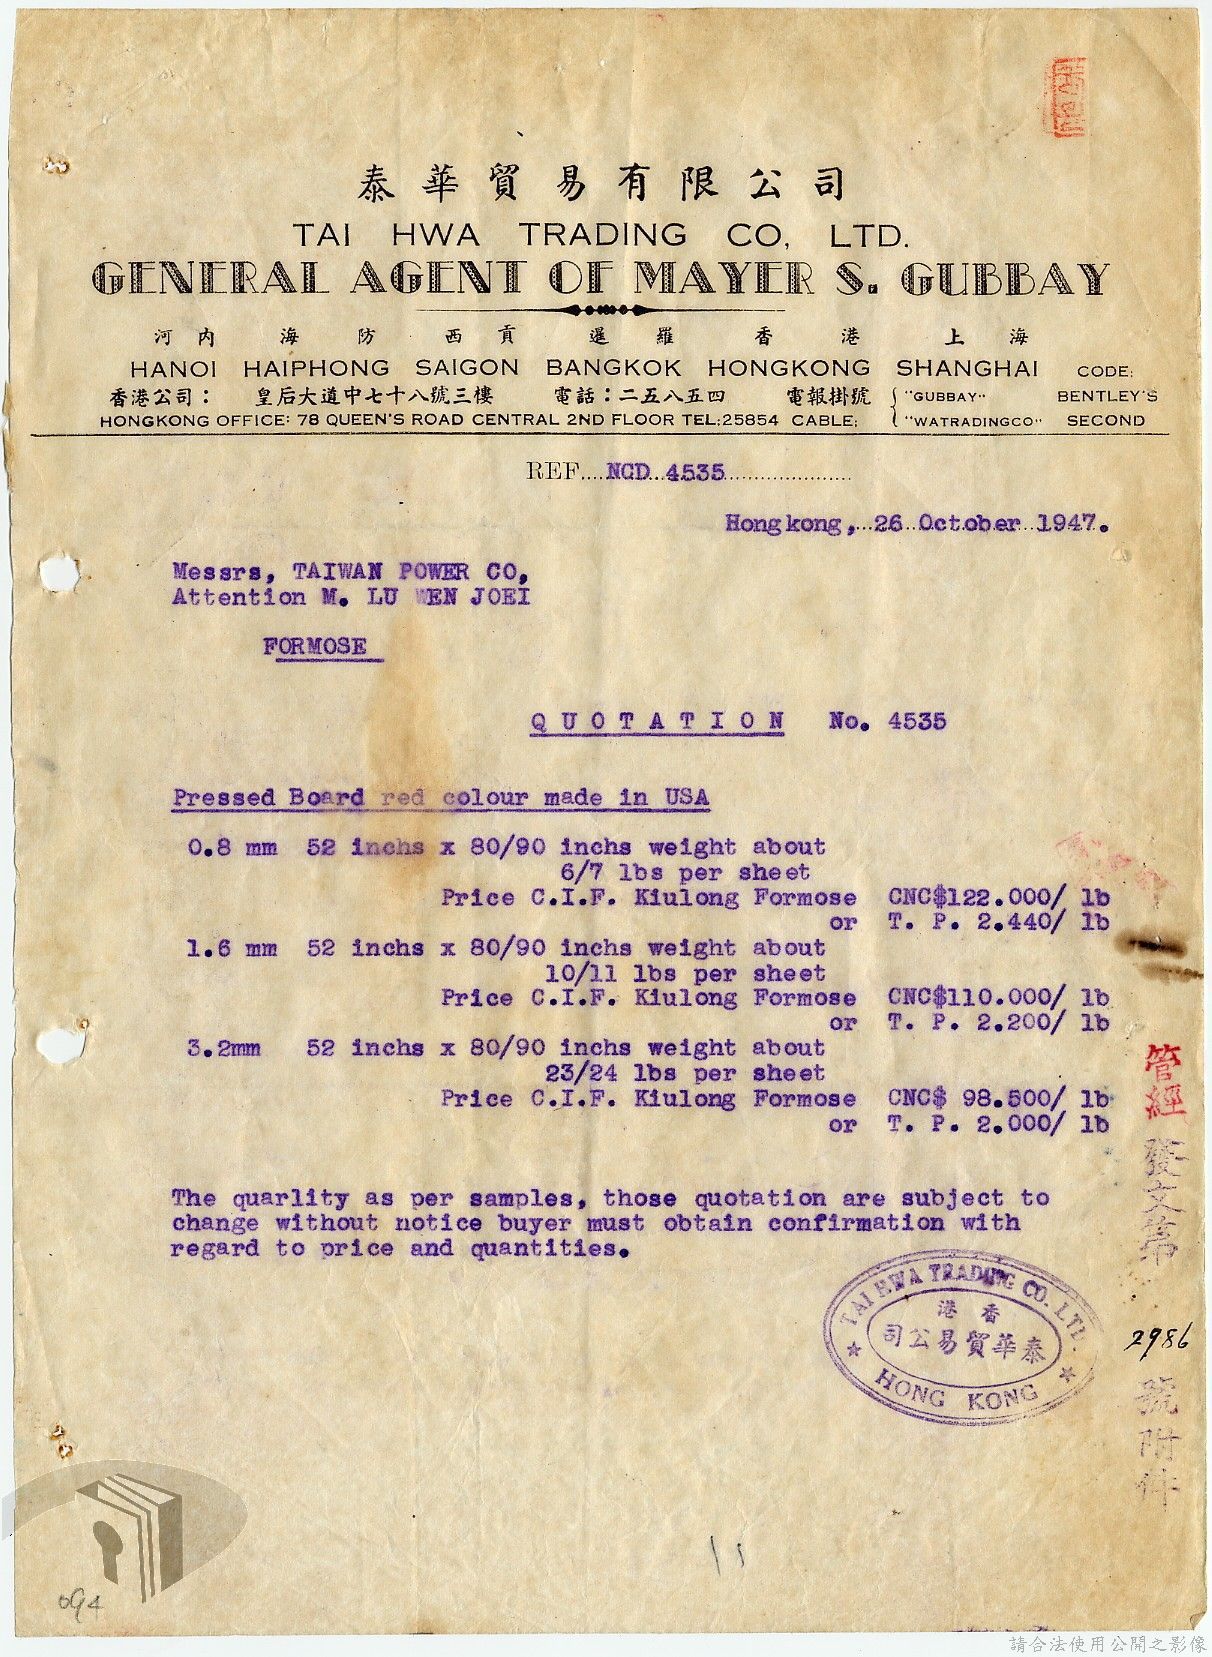 泰華貿易有限公司
TAI HWA TRADING CO, LTD.
GENERAL AGENT OF MAYER S. GUBBAY
河內 海防 西貢 暹羅 香港 上海
HANOI HAIPHONG SAIGON BANGKOK HONGKONG SHANGHAI CODE:
香港公司： 皇后大道中七十八號三樓 電話：二五八五四 電報掛號 "GUBBAY" BENTLEY'S
HONGKONG OFFICE: 78 QUEEN'S ROAD CENTRAL 2ND FLOOR TEL:25854 CABLE; "WATRADINGCO" SECOND
REF....NCD 4535
Hongkong, 26 October 1947.
Messrs, TAIWAN POWER CO,
Attention M. LU WEN JOEI
FORMOSE
QUOTATION No. 4535
Pressed Board red colour made in USA
0.8 mm 52 inchs x 80/90 inchs weight about
6/7 lbs per sheet
Price C.I.F. Kiulong Formose CNC$122.000/ lb
or T. P. 2.440/ lb
1.6 mm 52 inchs x 80/90 inchs weight about
10/11 lbs per sheet
Price C.I.F. Kiulong Formose CNC$110.000/ lb
or T. P. 2.200/ lb
3.2mm 52 inchs x 80/90 inchs weight about
23/24 lbs per sheet
Price C.I.F. Kiulong Formose CNC$ 98.500/ lb
or T. P. 2.000/ lb
The quarlity as per samples, those quotation are subject to
change without notice buyer must obtain confirmation with
regard to price and quantities.
TAI HWA TRADING CO. LTD.
香港
泰華貿易公司
HONG KONG
管經
發文第 2986 號附件
094
請合法使用公開之影像